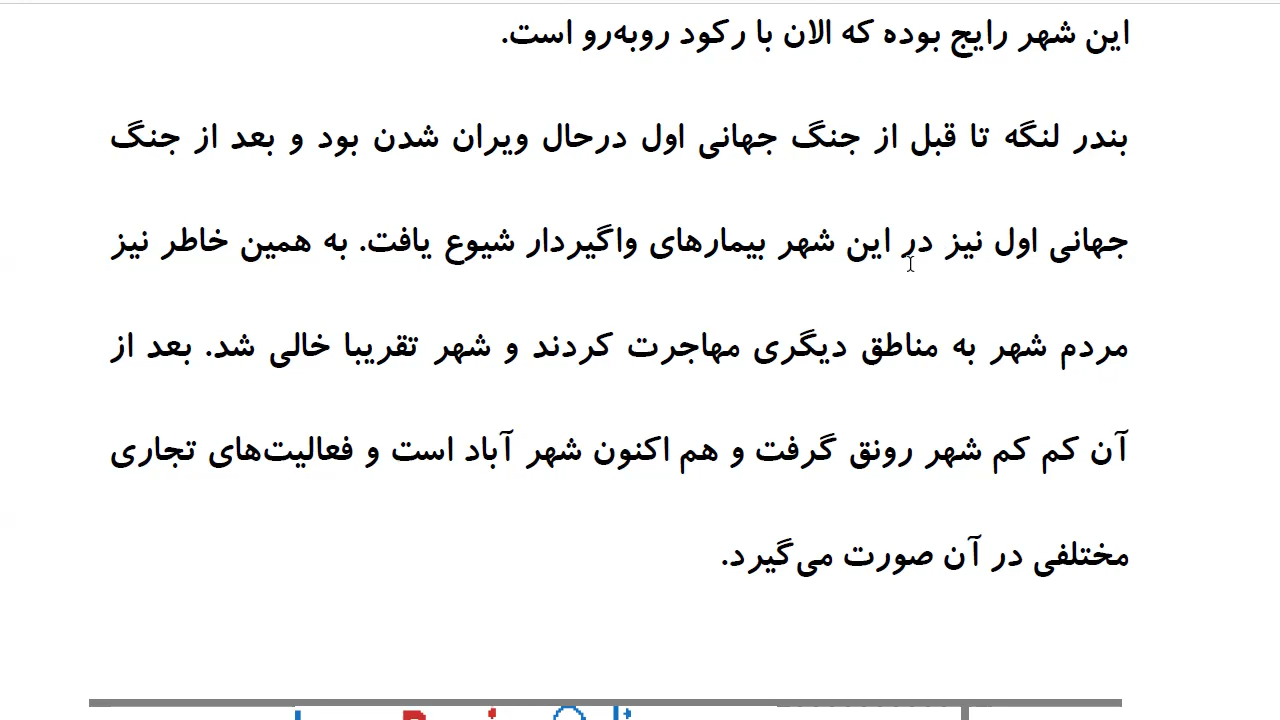 این شهر رایج بوده که الان با رکود روبه‌رو است.
بندر لنگه تا قبل از جنگ جهانی اول درحال ویران شدن بود و بعد از جنگ
جهانی اول نیز در این شهر بیمارهای واگیردار شیوع یافت. به همین خاطر نیز
مردم شهر به مناطق دیگری مهاجرت کردند و شهر تقریبا خالی شد. بعد از
آن کم کم شهر رونق گرفت و هم اکنون شهر آباد است و فعالیت‌های تجاری
مختلفی در آن صورت می‌گیرد.